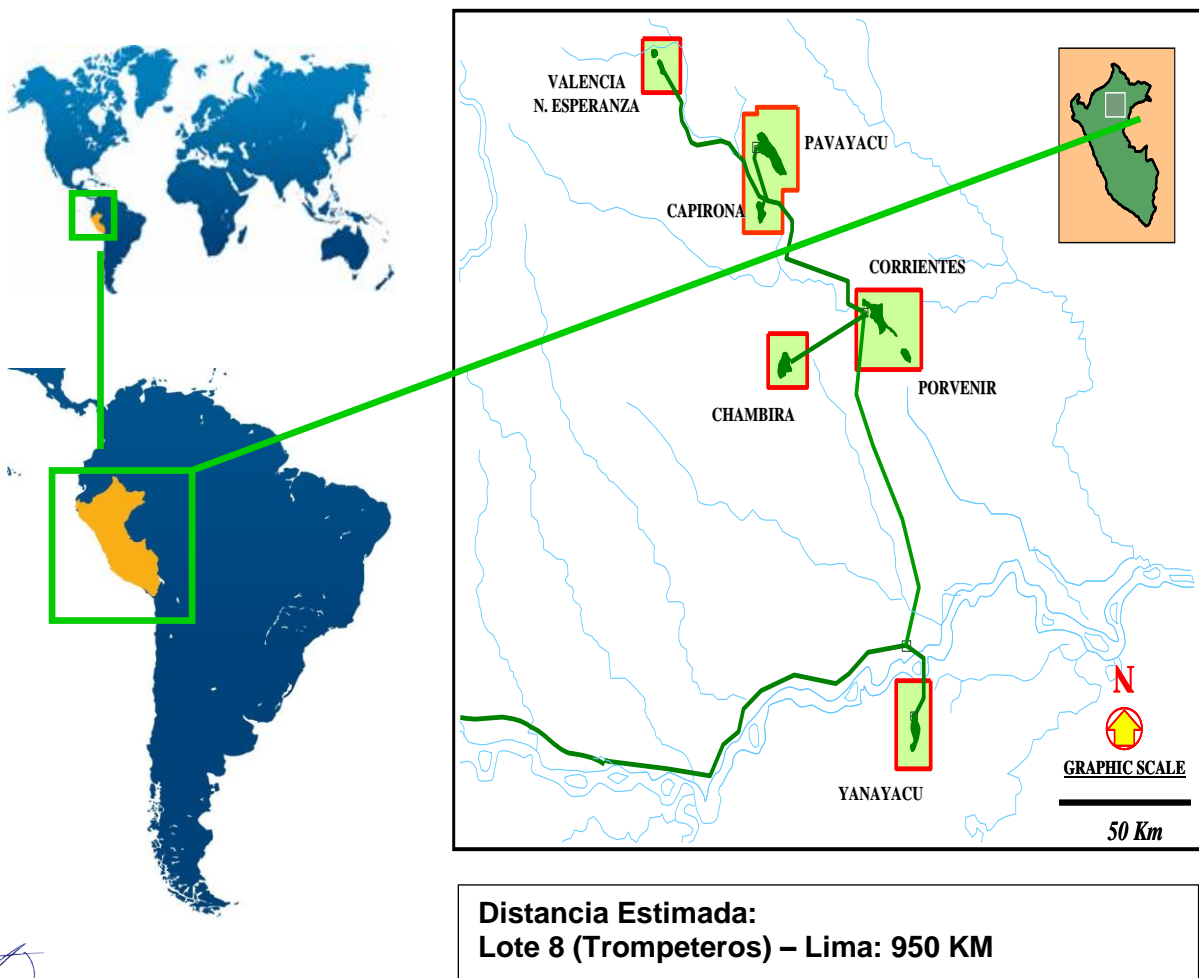 VALENCIA
N. ESPERANZA
PAVAYACU
CAPIRONA
CORRIENTES
PORVENIR
CHAMBIRA
YANAYACU
N
GRAPHIC SCALE
50 Km
Distancia Estimada:
Lote 8 (Trompeteros) – Lima: 950 KM